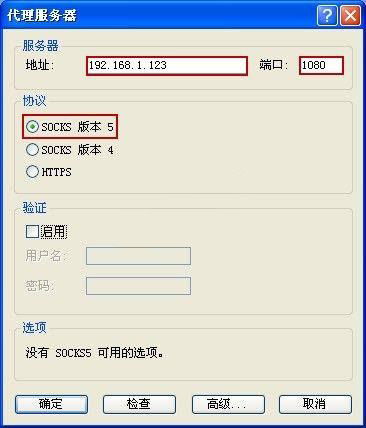 代理服务器
服务器
地址: 192.168.1.123 端口: 1080
协议
SOCKS 版本 5
SOCKS 版本 4
HTTPS
验证
启用
用户名:
密码:
选项
没有 SOCKS5 可用的选项。
确定 检查 高级... 取消